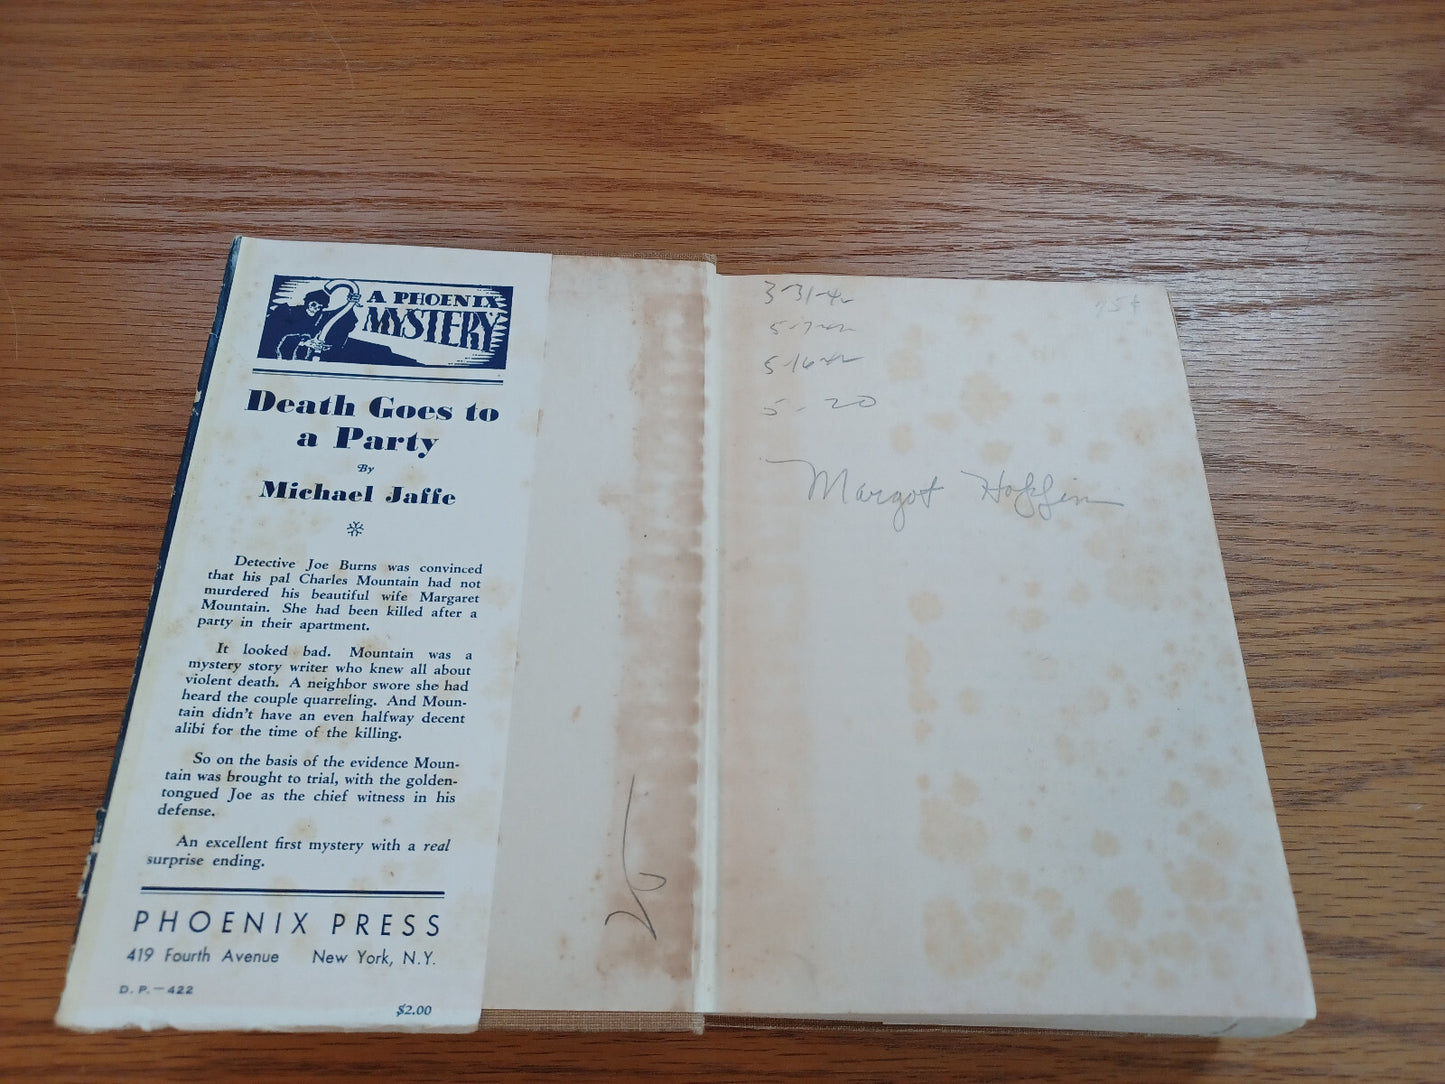 A PHOENIX
MYSTERY
Death Goes to
a Party
By
Michael Jaffe
Detective Joe Burns was convinced
that his pal Charles Mountain had not
murdered his beautiful wife Margaret
Mountain. She had been killed after a
party in their apartment.
It looked bad. Mountain was a
mystery story writer who knew all about
violent death. A neighbor swore she had
heard the couple quarreling. And Moun-
tain didn't have an even halfway decent
alibi for the time of the killing.
So on the basis of the evidence Moun-
tain was brought to trial, with the golden-
tongued Joe as the chief witness in his
defense.
An excellent first mystery with a real
surprise ending.
PHOENIX PRESS
419 Fourth Avenue New York, N.Y.
D. P.—422
$2.00
3-31-42
5-7-42
5-16-42
5-20
75¢
Margot